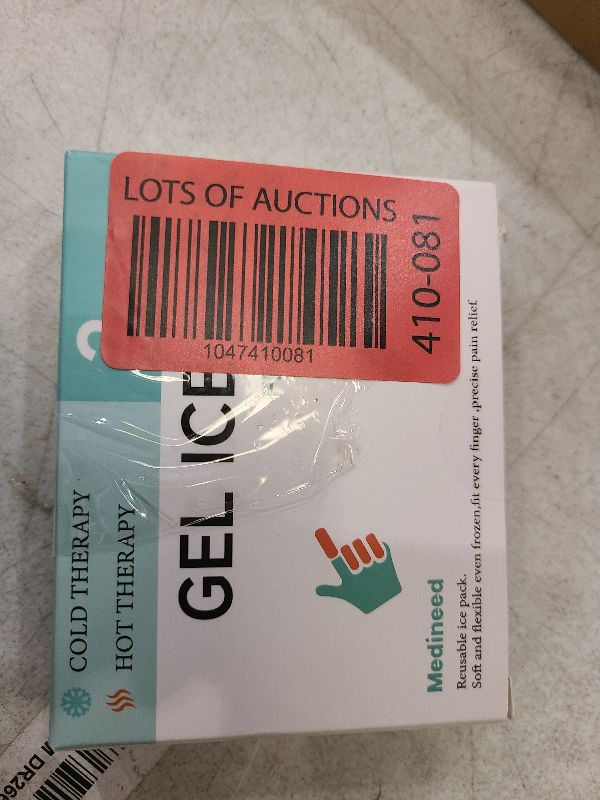 LOTS OF AUCTIONS
1047410081
410-081
COLD THERAPY
HOT THERAPY
GEL ICE
Medineed
Reusable ice pack.
Soft and flexible even frozen,fit every finger ,precise pain relief.
DR266